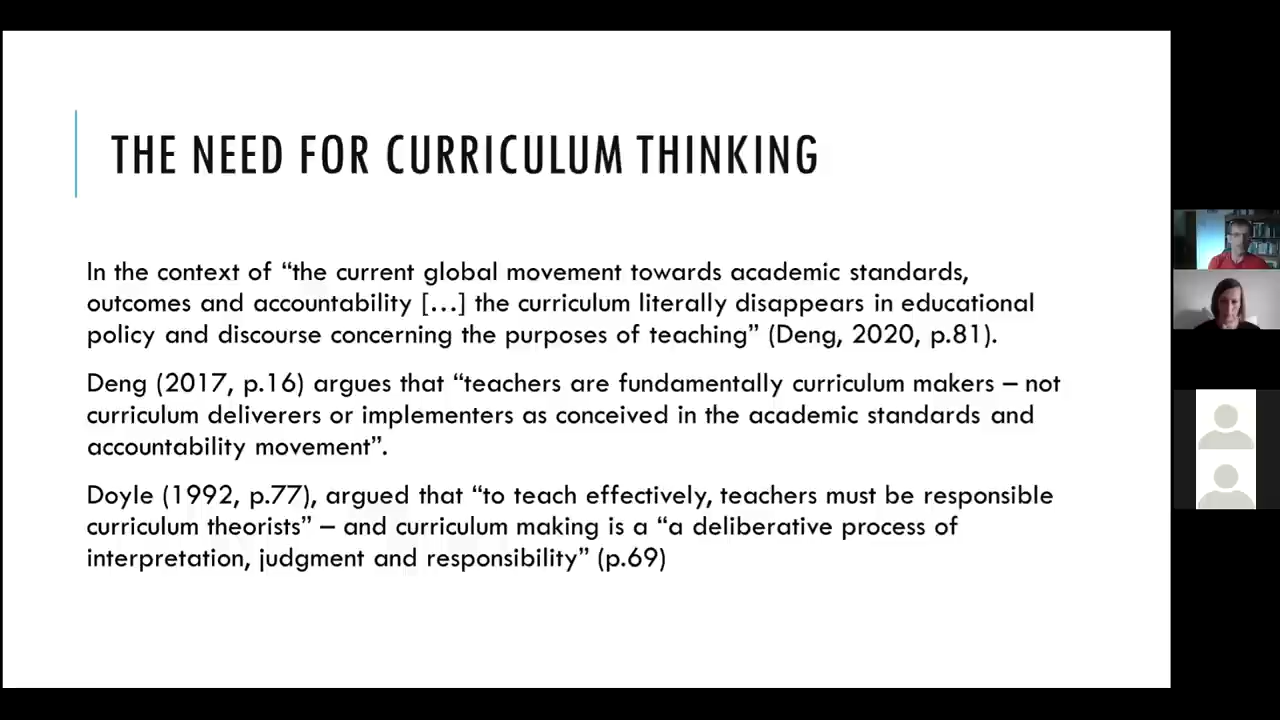 THE NEED FOR CURRICULUM THINKING
In the context of “the current global movement towards academic standards,
outcomes and accountability […] the curriculum literally disappears in educational
policy and discourse concerning the purposes of teaching” (Deng, 2020, p.81).
Deng (2017, p.16) argues that “teachers are fundamentally curriculum makers – not
curriculum deliverers or implementers as conceived in the academic standards and
accountability movement”.
Doyle (1992, p.77), argued that “to teach effectively, teachers must be responsible
curriculum theorists” – and curriculum making is a “a deliberative process of
interpretation, judgment and responsibility” (p.69)